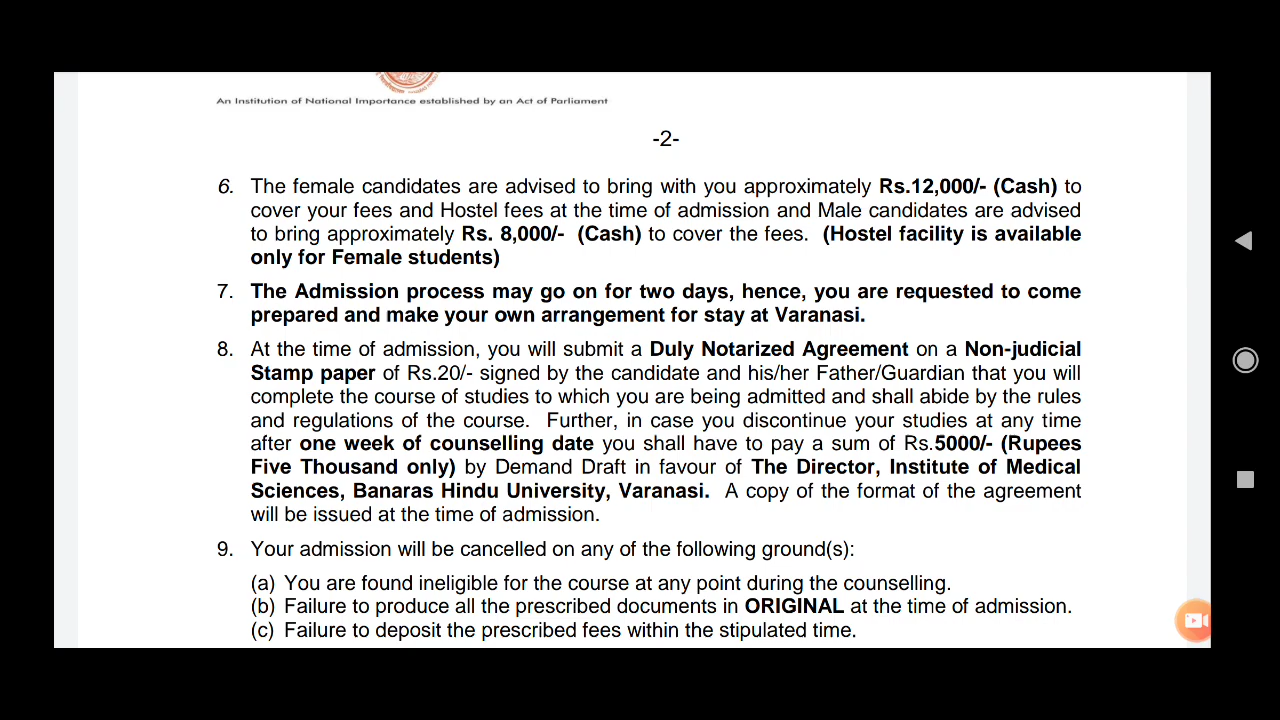 An Institution of National Importance established by an Act of Parliament
-2-
6. The female candidates are advised to bring with you approximately Rs.12,000/- (Cash) to
cover your fees and Hostel fees at the time of admission and Male candidates are advised
to bring approximately Rs. 8,000/- (Cash) to cover the fees. (Hostel facility is available
only for Female students)
7. The Admission process may go on for two days, hence, you are requested to come
prepared and make your own arrangement for stay at Varanasi.
8. At the time of admission, you will submit a Duly Notarized Agreement on a Non-judicial
Stamp paper of Rs.20/- signed by the candidate and his/her Father/Guardian that you will
complete the course of studies to which you are being admitted and shall abide by the rules
and regulations of the course. Further, in case you discontinue your studies at any time
after one week of counselling date you shall have to pay a sum of Rs.5000/- (Rupees
Five Thousand only) by Demand Draft in favour of The Director, Institute of Medical
Sciences, Banaras Hindu University, Varanasi. A copy of the format of the agreement
will be issued at the time of admission.
9. Your admission will be cancelled on any of the following ground(s):
(a) You are found ineligible for the course at any point during the counselling.
(b) Failure to produce all the prescribed documents in ORIGINAL at the time of admission.
(c) Failure to deposit the prescribed fees within the stipulated time.